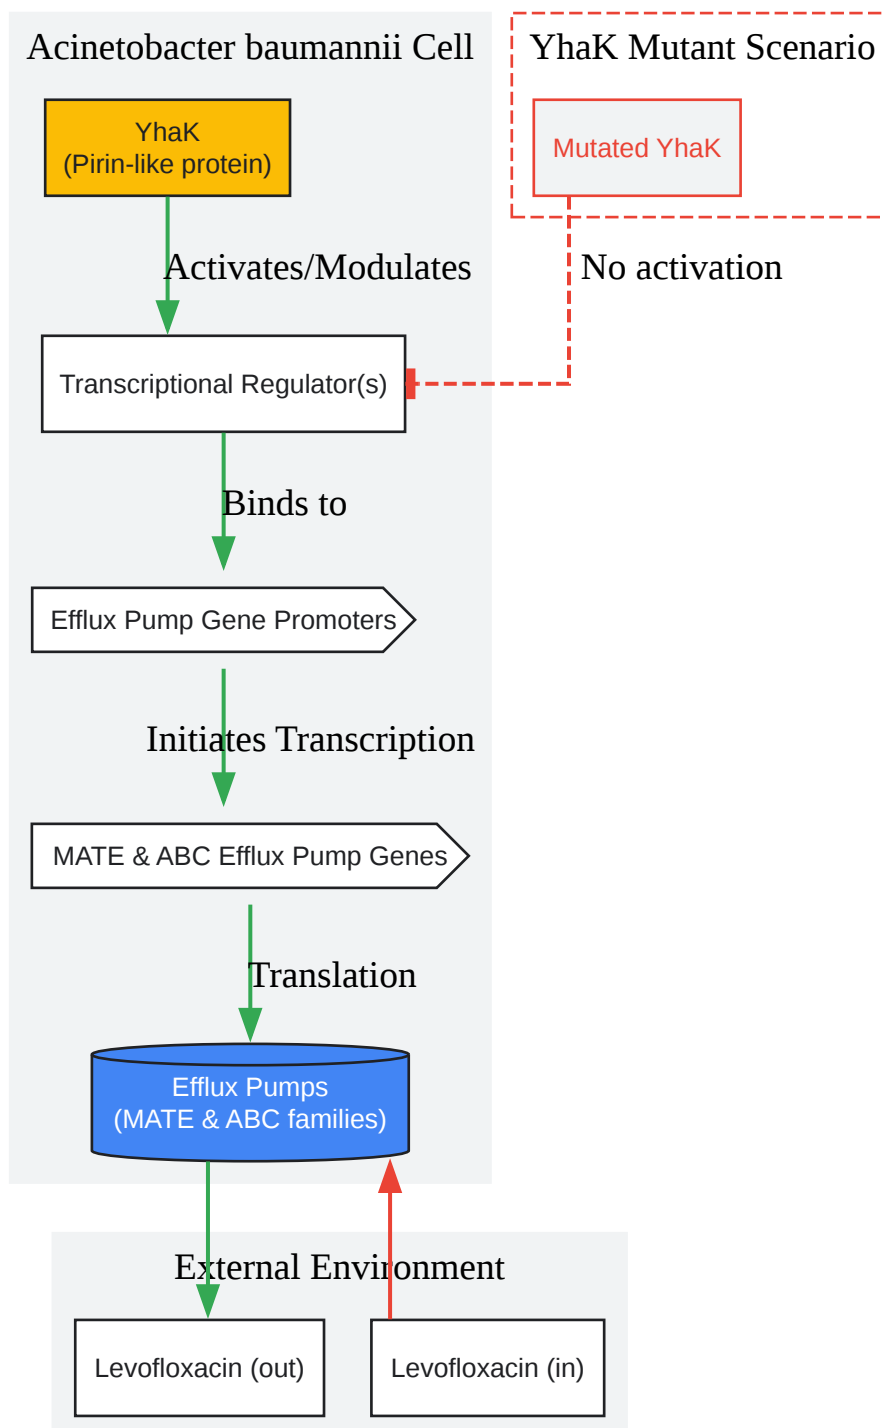 Acinetobacter baumannii Cell
YhaK Mutant Scenario
YhaK
(Pirin-like protein)
Mutated YhaK
Activates/Modulates
No activation
Transcriptional Regulator(s)
Binds to
Efflux Pump Gene Promoters
Initiates Transcription
MATE & ABC Efflux Pump Genes
Translation
Efflux Pumps
(MATE & ABC families)
External Environment
Levofloxacin (out)
Levofloxacin (in)